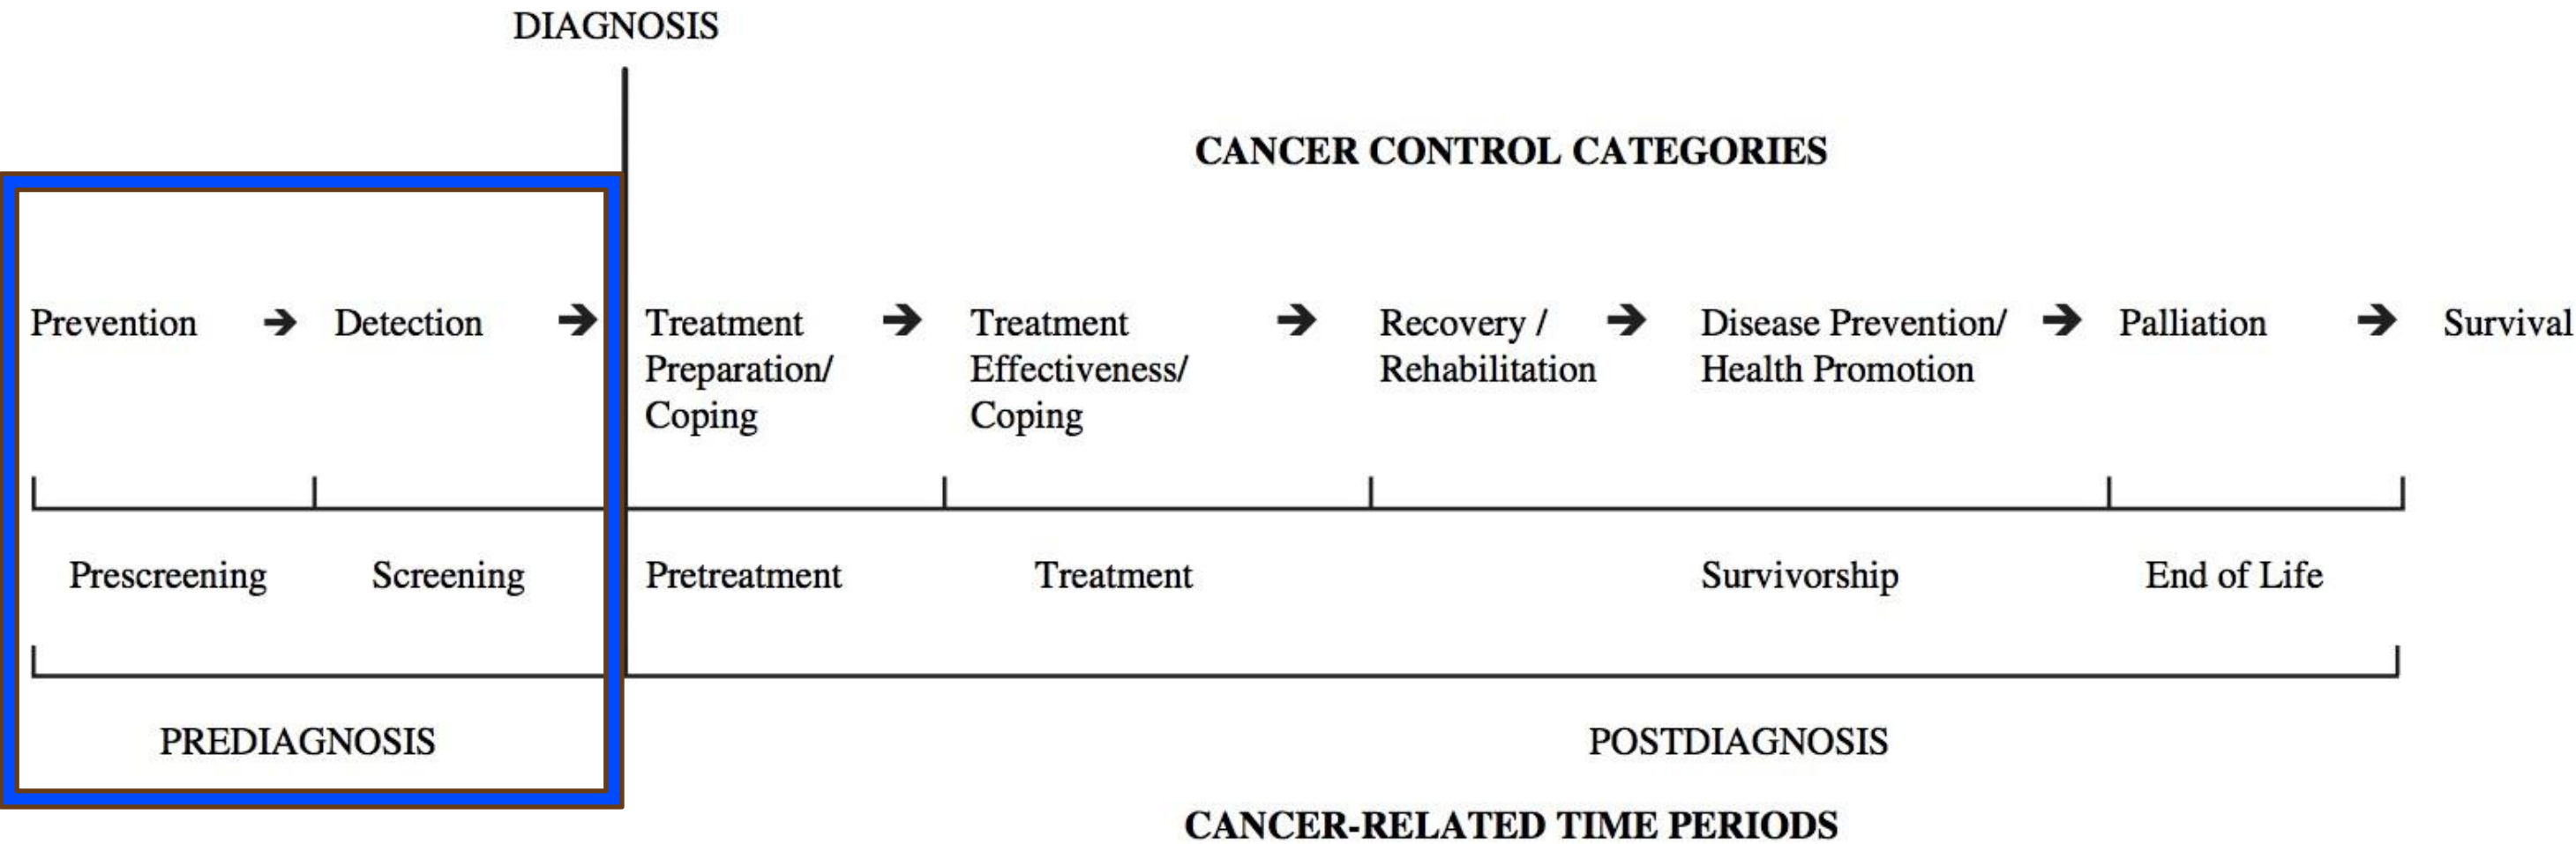 DIAGNOSIS
CANCER CONTROL CATEGORIES
Prevention → Detection → Treatment → Treatment → Recovery / → Disease Prevention/ → Palliation → Survival
Preparation/ Effectiveness/ Rehabilitation Health Promotion
Coping Coping
Prescreening Screening Pretreatment Treatment Survivorship End of Life
PREDIAGNOSIS POSTDIAGNOSIS
CANCER-RELATED TIME PERIODS